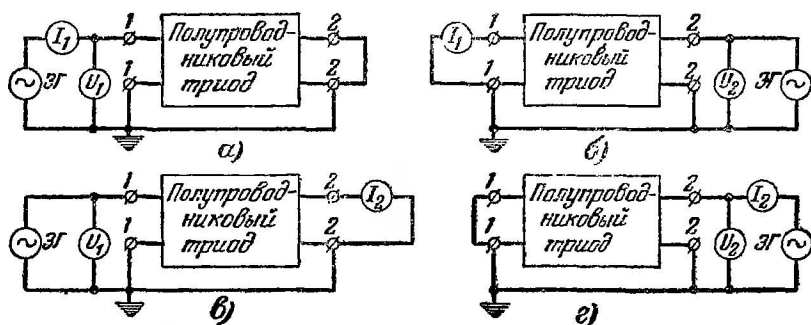 1 Полупровод- 2
I₁ никовый
ЗГ U₁ 1 триод 2
а)
1 Полупровод- 2
I₁ никовый
1 триод 2 U₂ ЗГ
б)
1 Полупровод- 2 I₂
никовый
ЗГ U₁ 1 триод 2
в)
1 Полупровод- 2 I₂
никовый
1 триод 2 U₂ ЗГ
г)